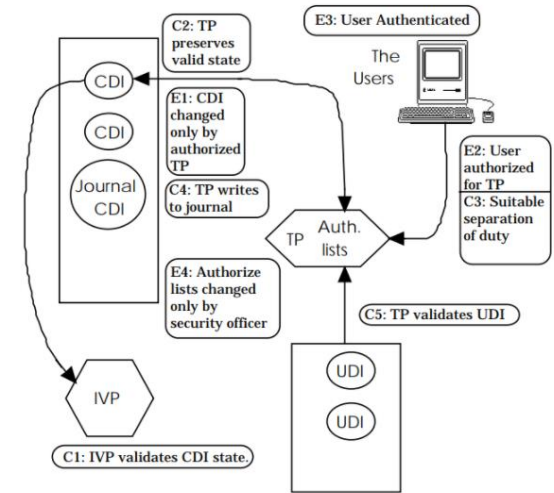 C2: TP
preserves
valid state
E3: User Authenticated
The
Users
CDI
E1: CDI
changed
only by
authorized
TP
CDI
E2: User
authorized
for TP
C3: Suitable
separation
of duty
Journal
CDI
C4: TP writes
to journal
TP
Auth.
lists
E4: Authorize
lists changed
only by
security officer
C5: TP validates UDI
UDI
UDI
IVP
C1: IVP validates CDI state.